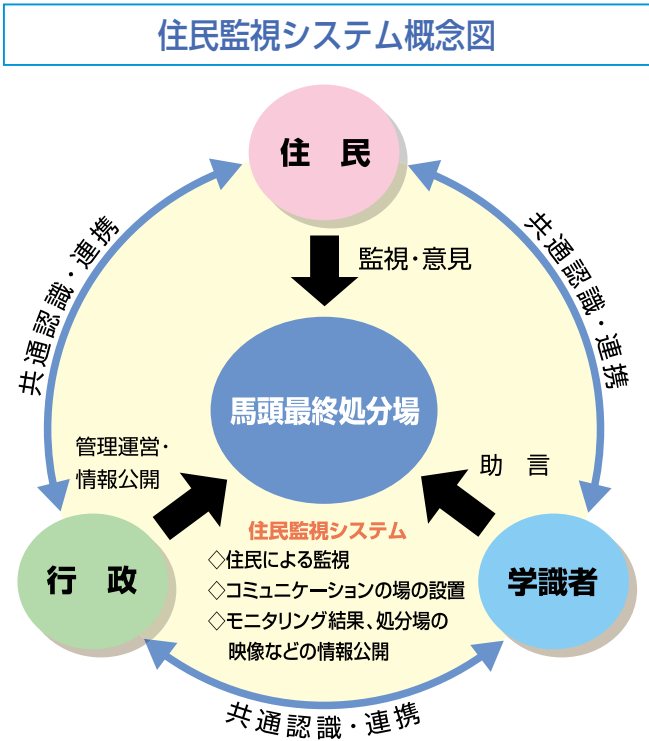 住民監視システム概念図
住　民
共通認識・連携
共通認識・連携
監視・意見
馬頭最終処分場
管理運営・
情報公開
助　言
住民監視システム
◇住民による監視
◇コミュニケーションの場の設置
◇モニタリング結果、処分場の
映像などの情報公開
行　政
学識者
共通認識・連携